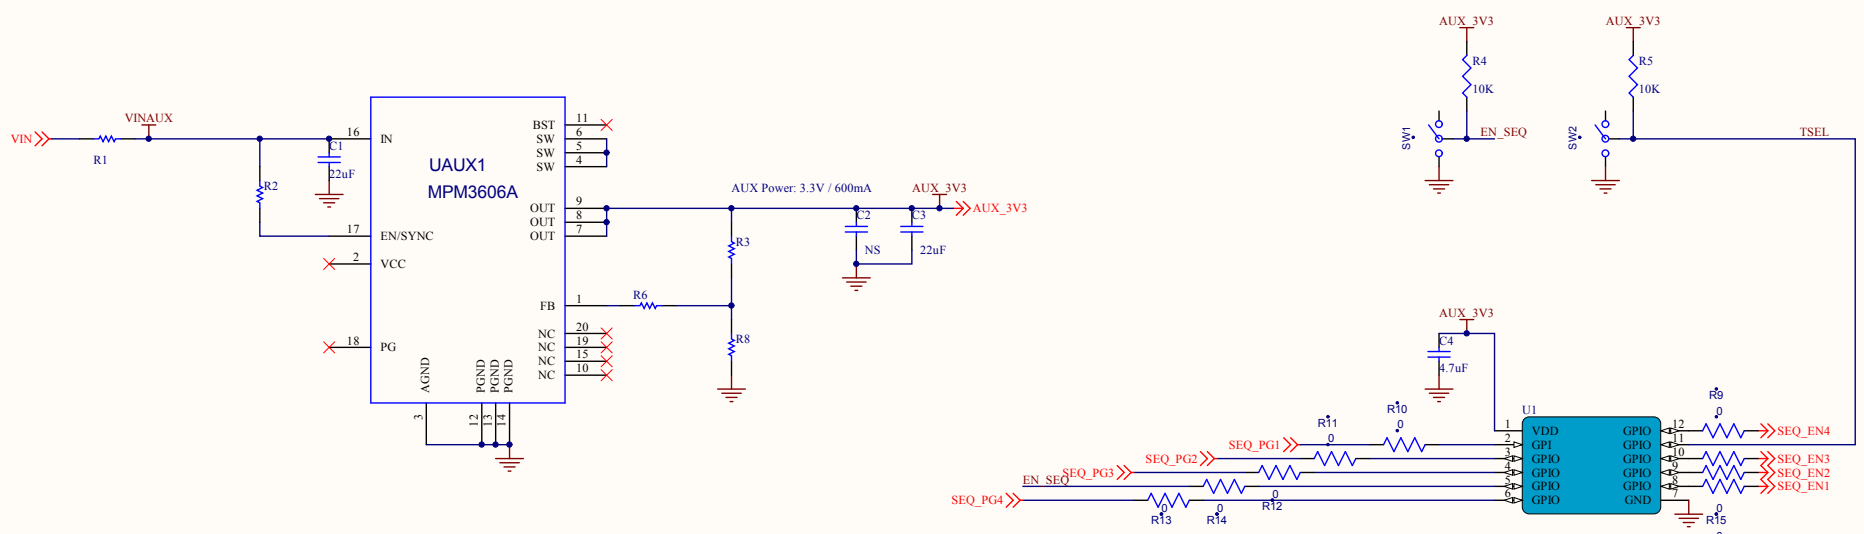 VIN
R1
VINAUX
R2
C1
22uF
16
IN
17
EN/SYNC
2
VCC
18
PG
UAUX1
MPM3606A
BST
11
SW
6
SW
5
SW
4
OUT
9
OUT
8
OUT
7
FB
1
NC
20
NC
19
NC
15
NC
10
AGND
PGND
PGND
PGND
3
12
13
14
R6
R3
R8
AUX Power: 3.3V / 600mA
C2
NS
AUX_3V3
C3
22uF
AUX_3V3
AUX_3V3
R4
10K
SW1
EN_SEQ
AUX_3V3
R5
10K
SW2
TSEL
AUX_3V3
C4
4.7uF
U1
1
VDD
2
GPI
3
GPIO
4
GPIO
5
GPIO
6
GPIO
GPIO
12
GPIO
11
GPIO
10
GPIO
9
GPIO
8
GND
7
R9
0
SEQ_EN4
SEQ_EN3
SEQ_EN2
SEQ_EN1
R15
R10
0
R11
0
SEQ_PG1
SEQ_PG2
SEQ_PG3
EN_SEQ
SEQ_PG4
0
R13
0
R14
0
R12